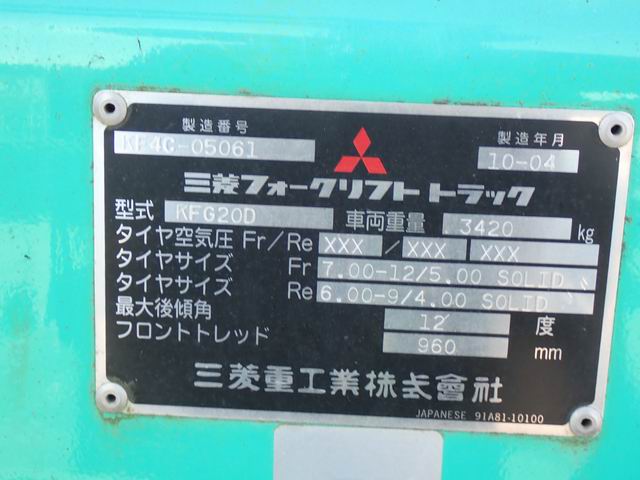 製造番号
KF4C-05061
製造年月
10-04
三菱フォークリフト トラック
型式 KFG20D 車両重量 3420 kg
タイヤ空気圧 Fr/Re XXX / XXX XXX
タイヤサイズ Fr 7.00-12/5.00 SOLID
タイヤサイズ Re 6.00-9/4.00 SOLID
最大後傾角 12 度
フロントトレッド 960 mm
三菱重工業株式會社
JAPANESE 91A81-10100